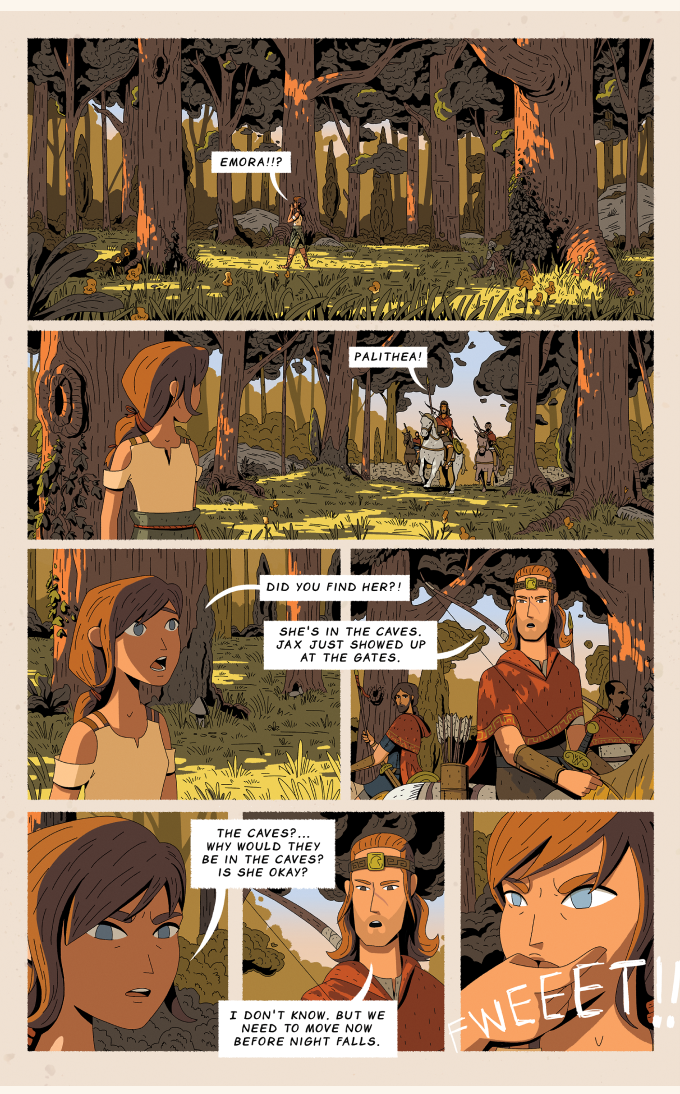 EMORA!!?
PALITHEA!
DID YOU FIND HER?!
SHE'S IN THE CAVES.
JAX JUST SHOWED UP
AT THE GATES.
THE CAVES?...
WHY WOULD THEY
BE IN THE CAVES?
IS SHE OKAY?
I DON'T KNOW. BUT WE
NEED TO MOVE NOW
BEFORE NIGHT FALLS.
FWEEET!!